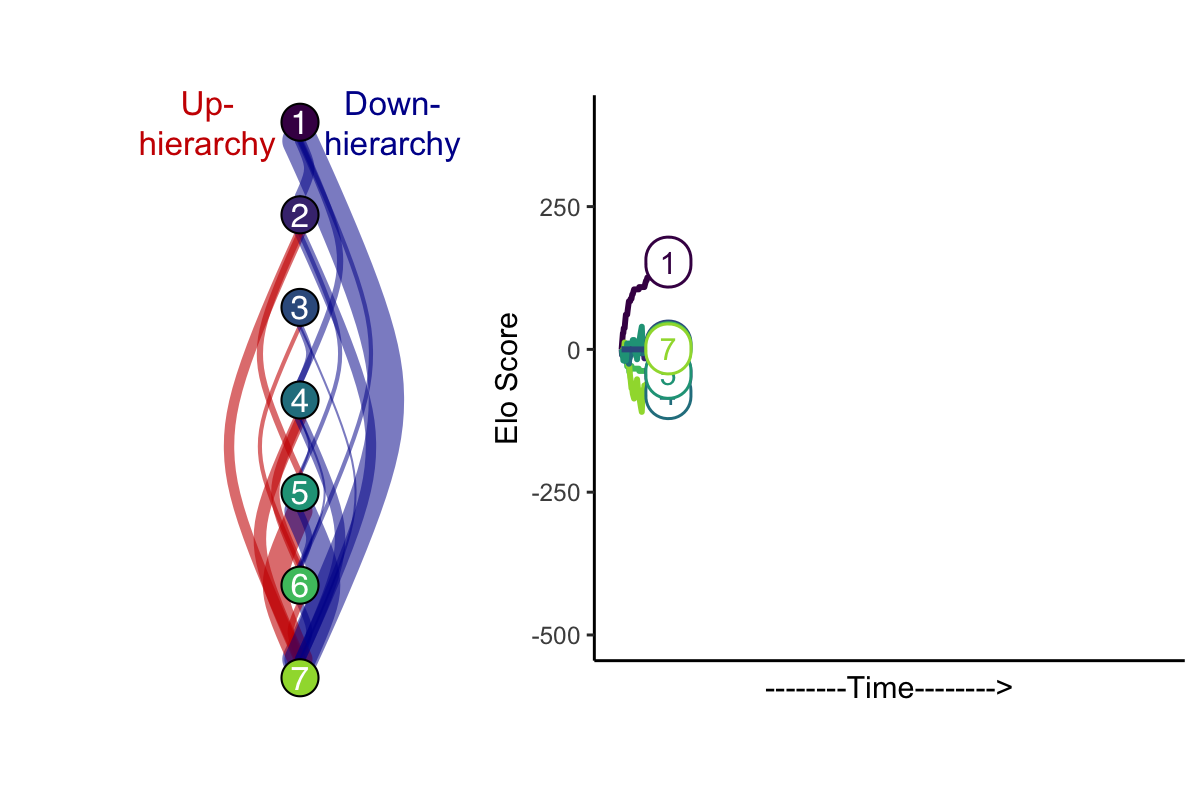 Up-
hierarchy
Down-
hierarchy
1
2
3
4
5
6
7
Elo Score
250
0
-250
-500
1
7
--------Time-------->